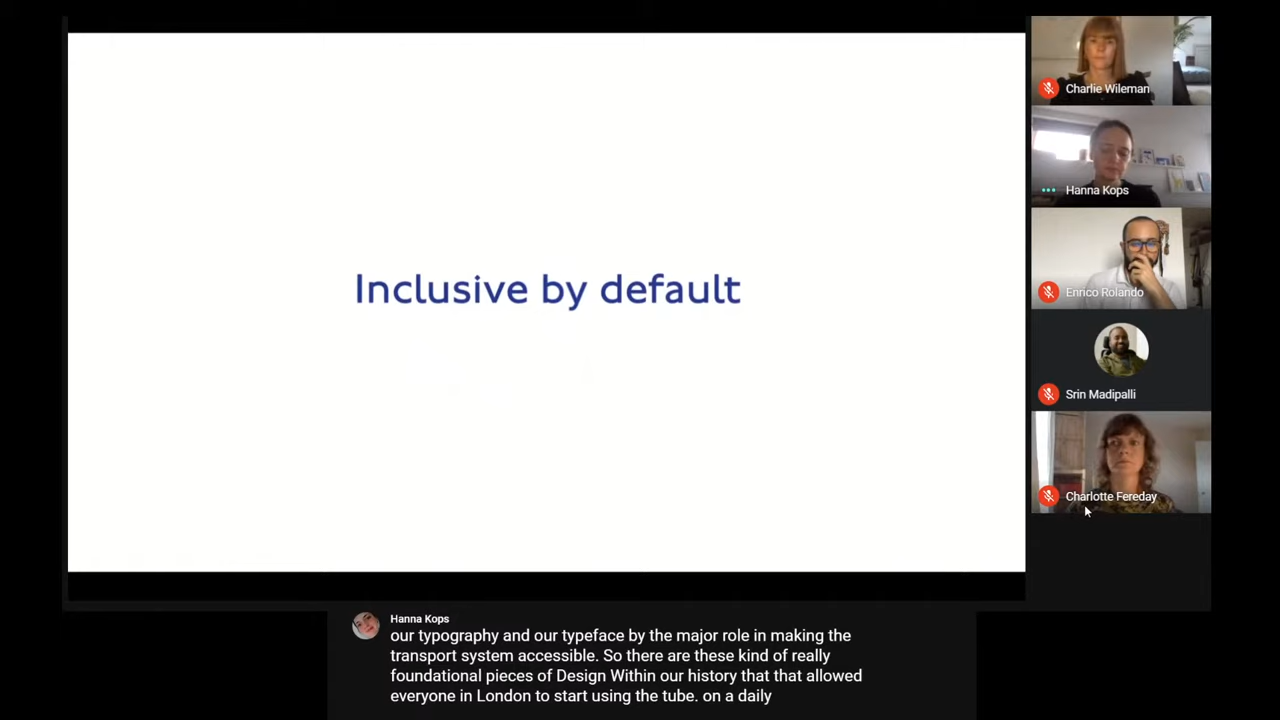 Inclusive by default
Charlie Wileman
Hanna Kops
Enrico Rolando
Srin Madipalli
Charlotte Fereday
Hanna Kops
our typography and our typeface by the major role in making the
transport system accessible. So there are these kind of really
foundational pieces of Design Within our history that that allowed
everyone in London to start using the tube. on a daily